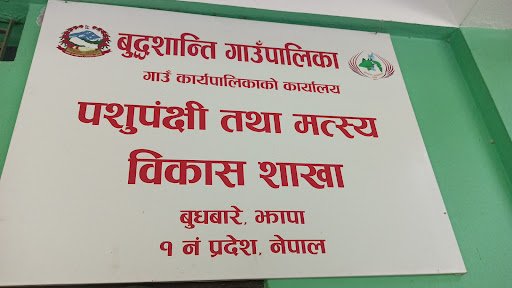 बुद्धशान्ति गाउँपालिका
गाउँ कार्यपालिकाको कार्यालय
पशुपंक्षी तथा मत्स्य
विकास शाखा
बुधबारे, झापा
१ नं प्रदेश, नेपाल